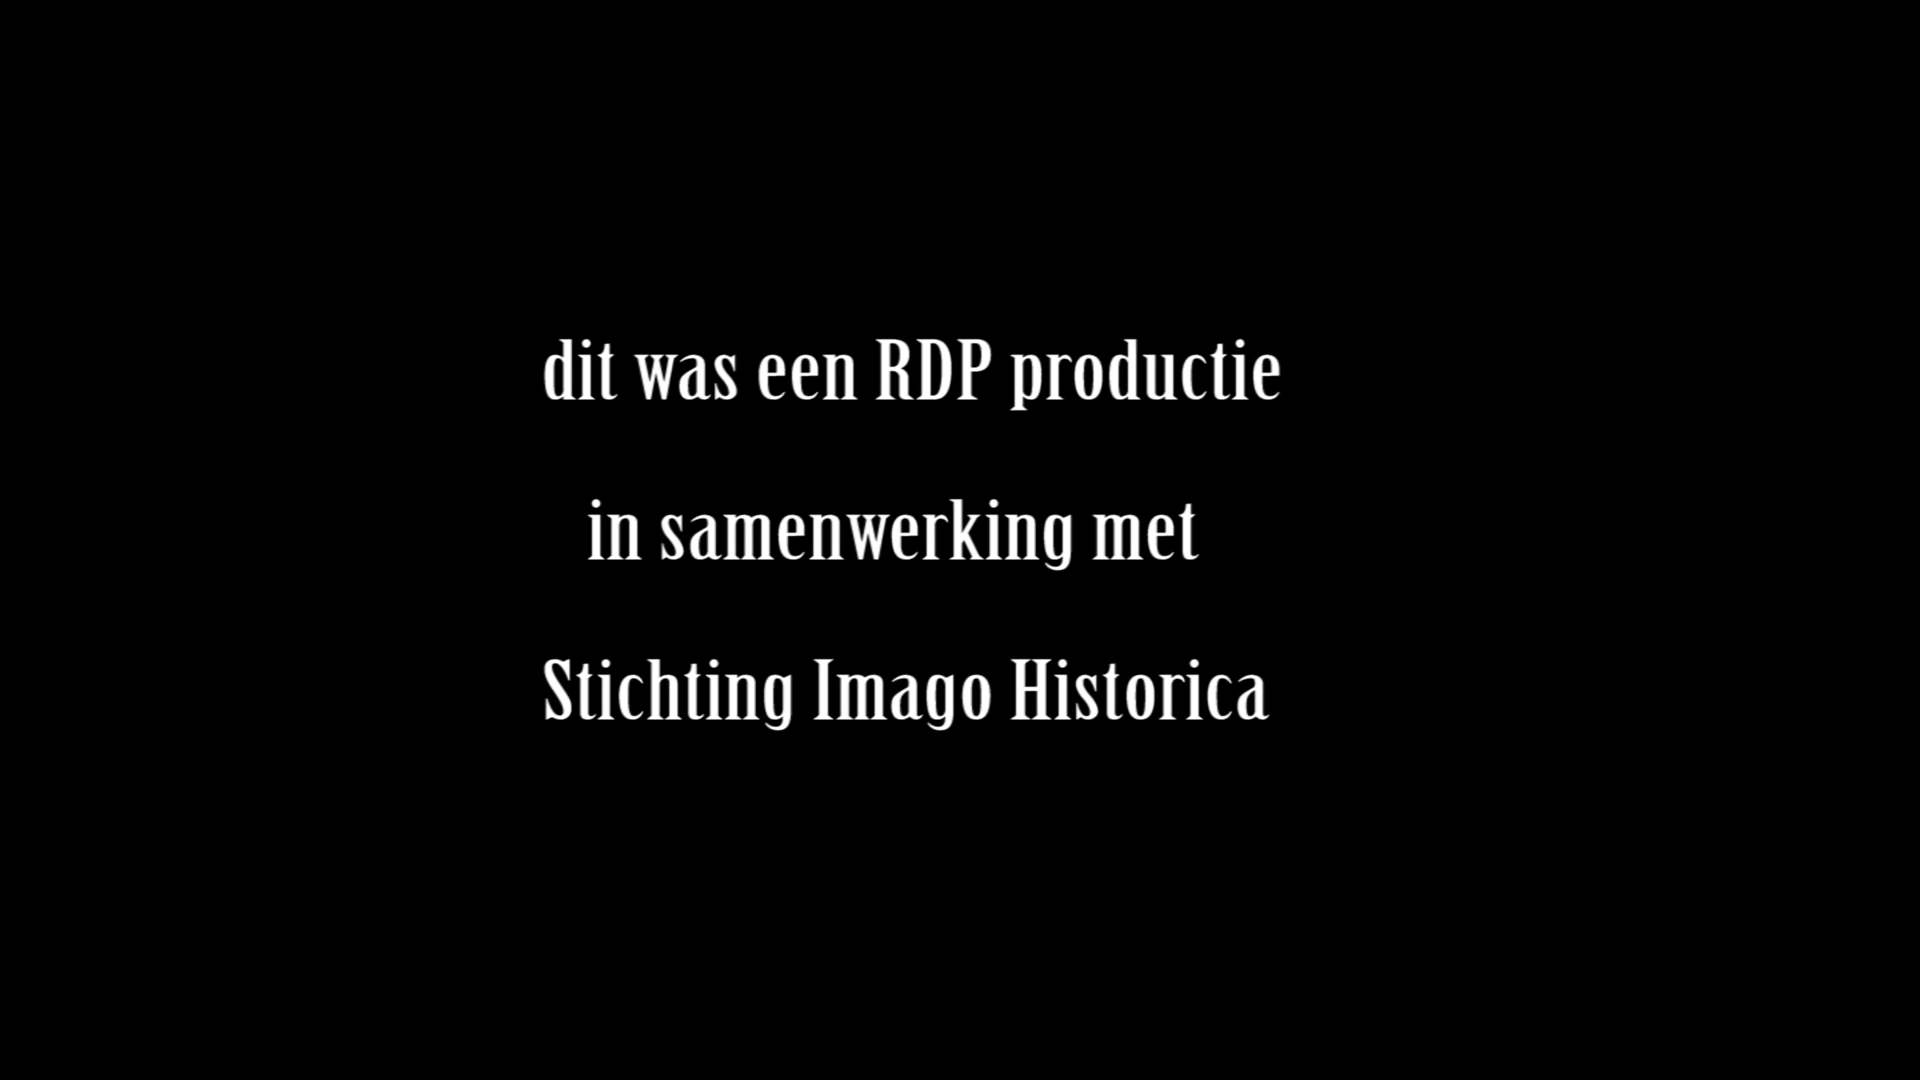 dit was een RDP productie
in samenwerking met
Stichting Imago Historica